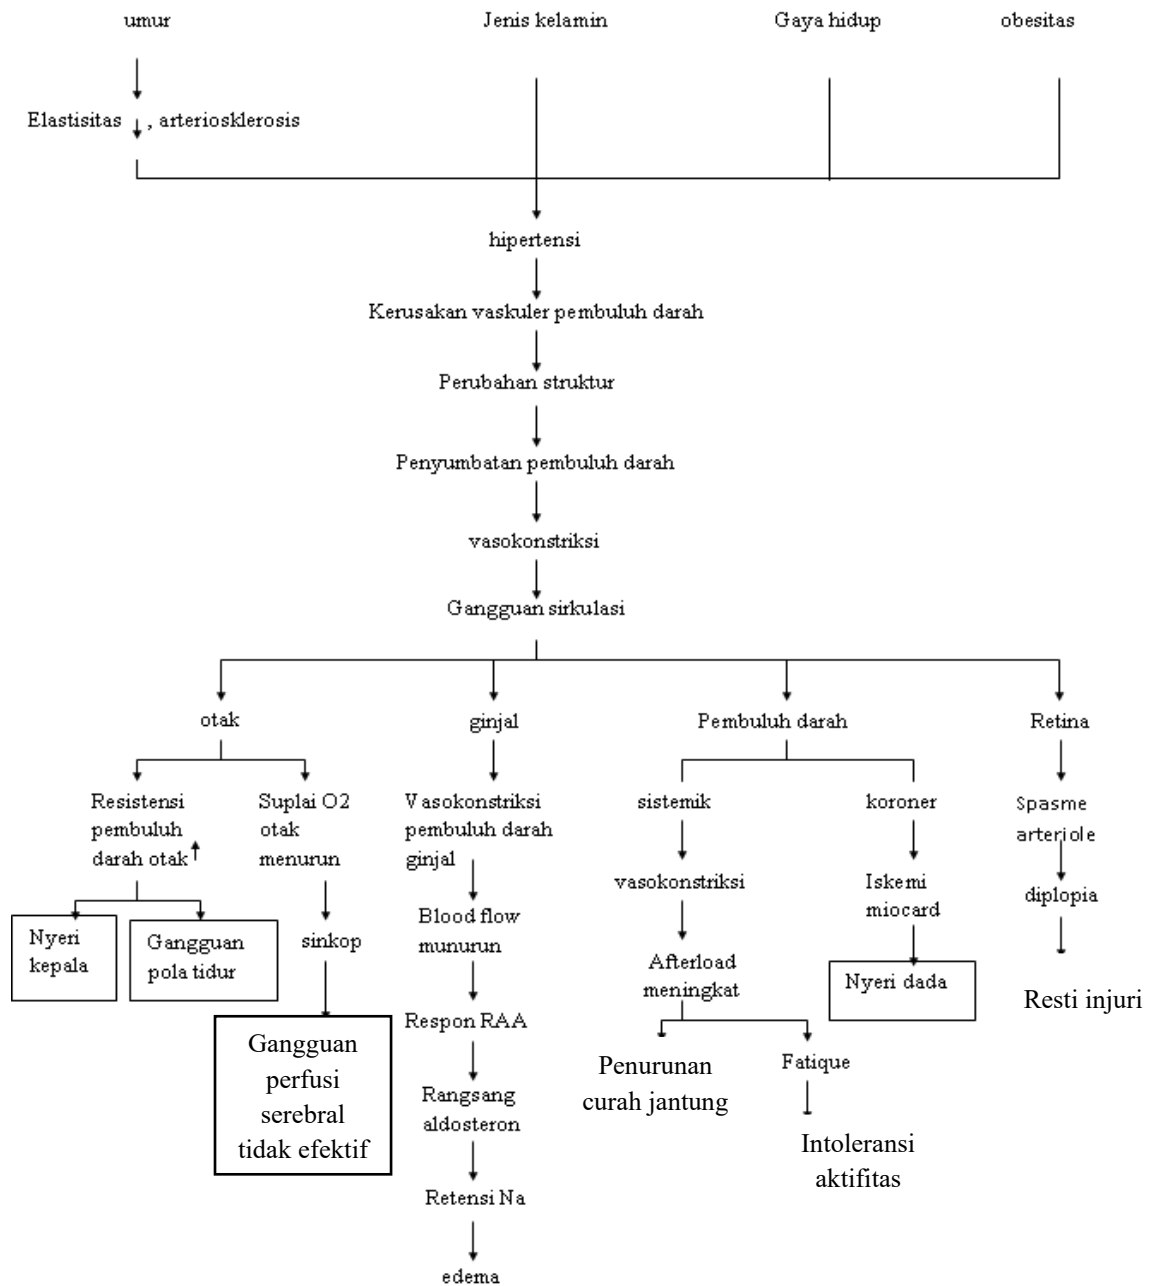 umur
Jenis kelamin
Gaya hidup
obesitas
Elastisitas , arteriosklerosis
hipertensi
Kerusakan vaskuler pembuluh darah
Perubahan struktur
Penyumbatan pembuluh darah
vasokonstriksi
Gangguan sirkulasi
otak
ginjal
Pembuluh darah
Retina
Resistensi
pembuluh
darah otak
Suplai O2
otak
menurun
Vasokonstriksi
pembuluh darah
ginjal
sistemik
koroner
Spasme
arteriole
vasokonstriksi
Iskemi
miocard
diplopia
Nyeri
kepala
Gangguan
pola tidur
sinkop
Blood flow
munurun
Afterload
meningkat
Nyeri dada
Resti injuri
Gangguan
perfusi
serebral
tidak efektif
Respon RAA
Penurunan
curah jantung
Fatique
Rangsang
aldosteron
Intoleransi
aktifitas
Retensi Na
edema